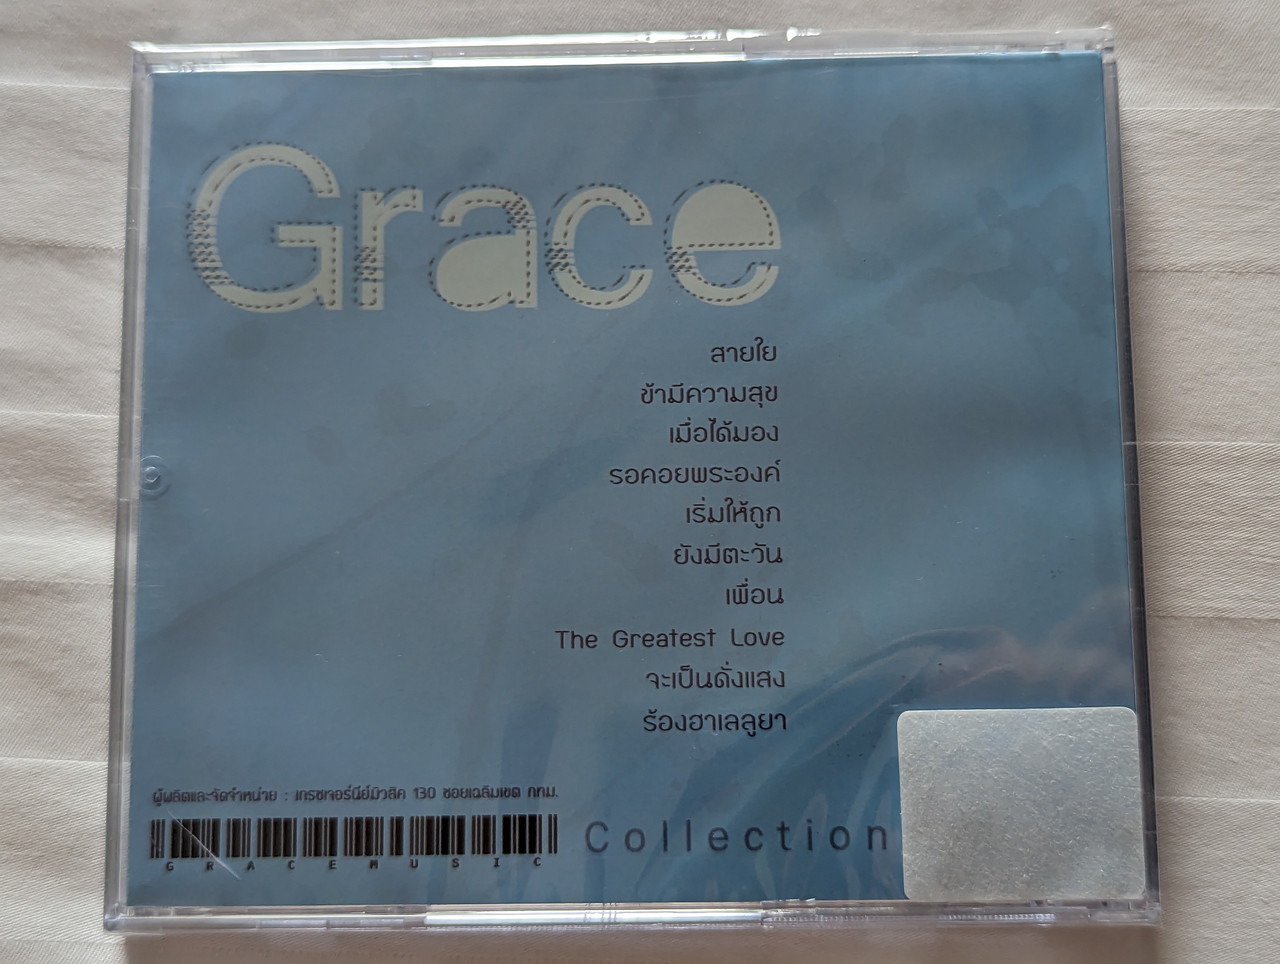 Grace
สายใย
ข้ามีความสุข
เมื่อได้มอง
รอคอยพระองค์
เริ่มให้ถูก
ยังมีตะวัน
เพื่อน
The Greatest Love
จะเป็นดั่งแสง
ร้องฮาเลลูยา
ผู้ผลิตและจัดจำหน่าย : เกรซเจอร์นีย์มิวสิค 130 ซอยเฉลิมเขต กทม.
GRACEMUSIC
Collection